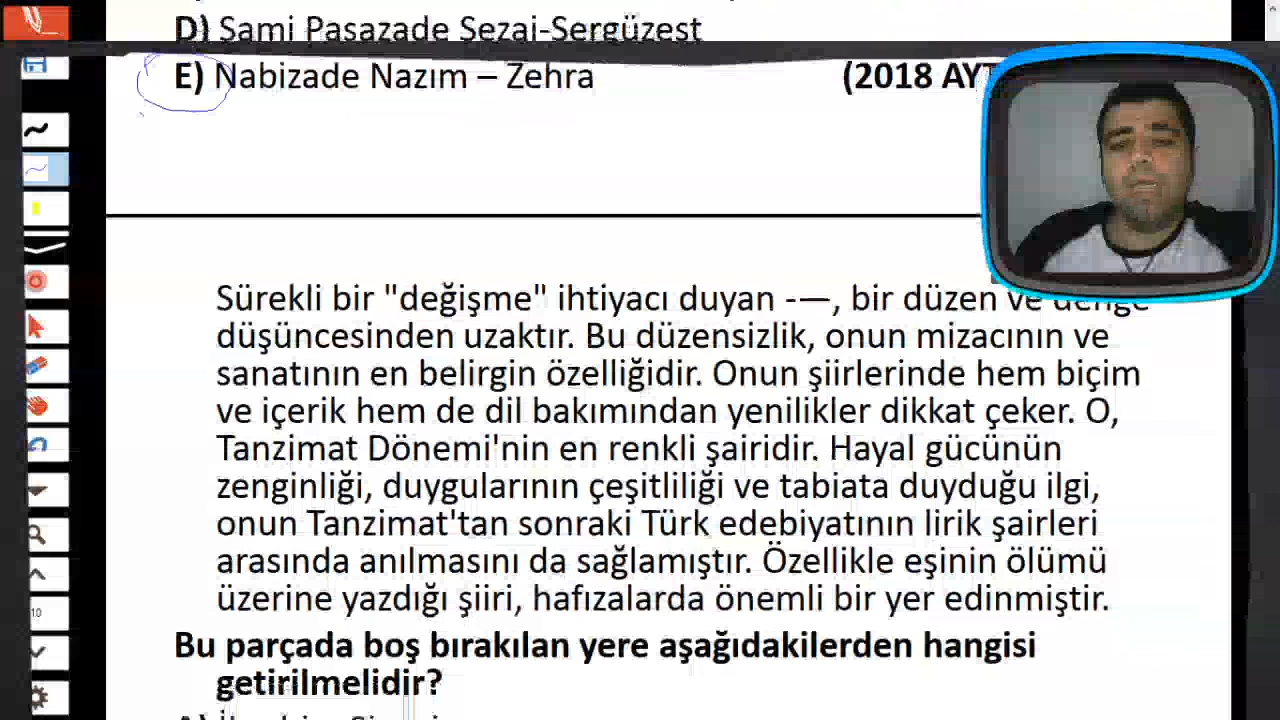 D) Sami Pasazade Sezai-Sergüzest
E) Nabizade Nazım – Zehra (2018 AYT
Sürekli bir "değişme" ihtiyacı duyan -—, bir düzen ve denge
düşüncesinden uzaktır. Bu düzensizlik, onun mizacının ve
sanatının en belirgin özelliğidir. Onun şiirlerinde hem biçim
ve içerik hem de dil bakımından yenilikler dikkat çeker. O,
Tanzimat Dönemi'nin en renkli şairidir. Hayal gücünün
zenginliği, duygularının çeşitliliği ve tabiata duyduğu ilgi,
onun Tanzimat'tan sonraki Türk edebiyatının lirik şairleri
arasında anılmasını da sağlamıştır. Özellikle eşinin ölümü
üzerine yazdığı şiiri, hafızalarda önemli bir yer edinmiştir.
Bu parçada boş bırakılan yere aşağıdakilerden hangisi
getirilmelidir?
10